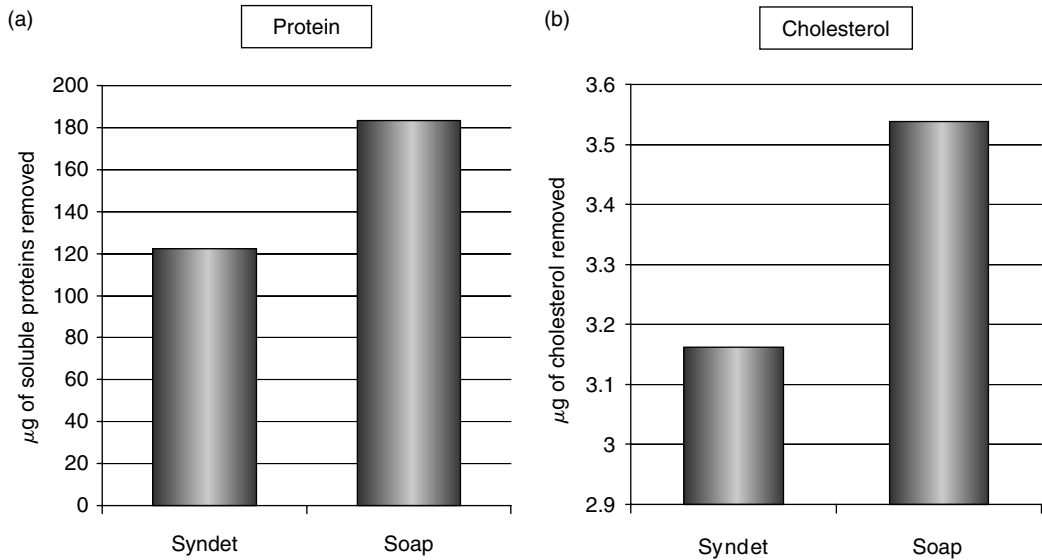 (a)
Protein
μg of soluble proteins removed
200
180
160
140
120
100
80
60
40
20
0
Syndet
Soap
(b)
Cholesterol
μg of cholesterol removed
3.6
3.5
3.4
3.3
3.2
3.1
3
2.9
Syndet
Soap